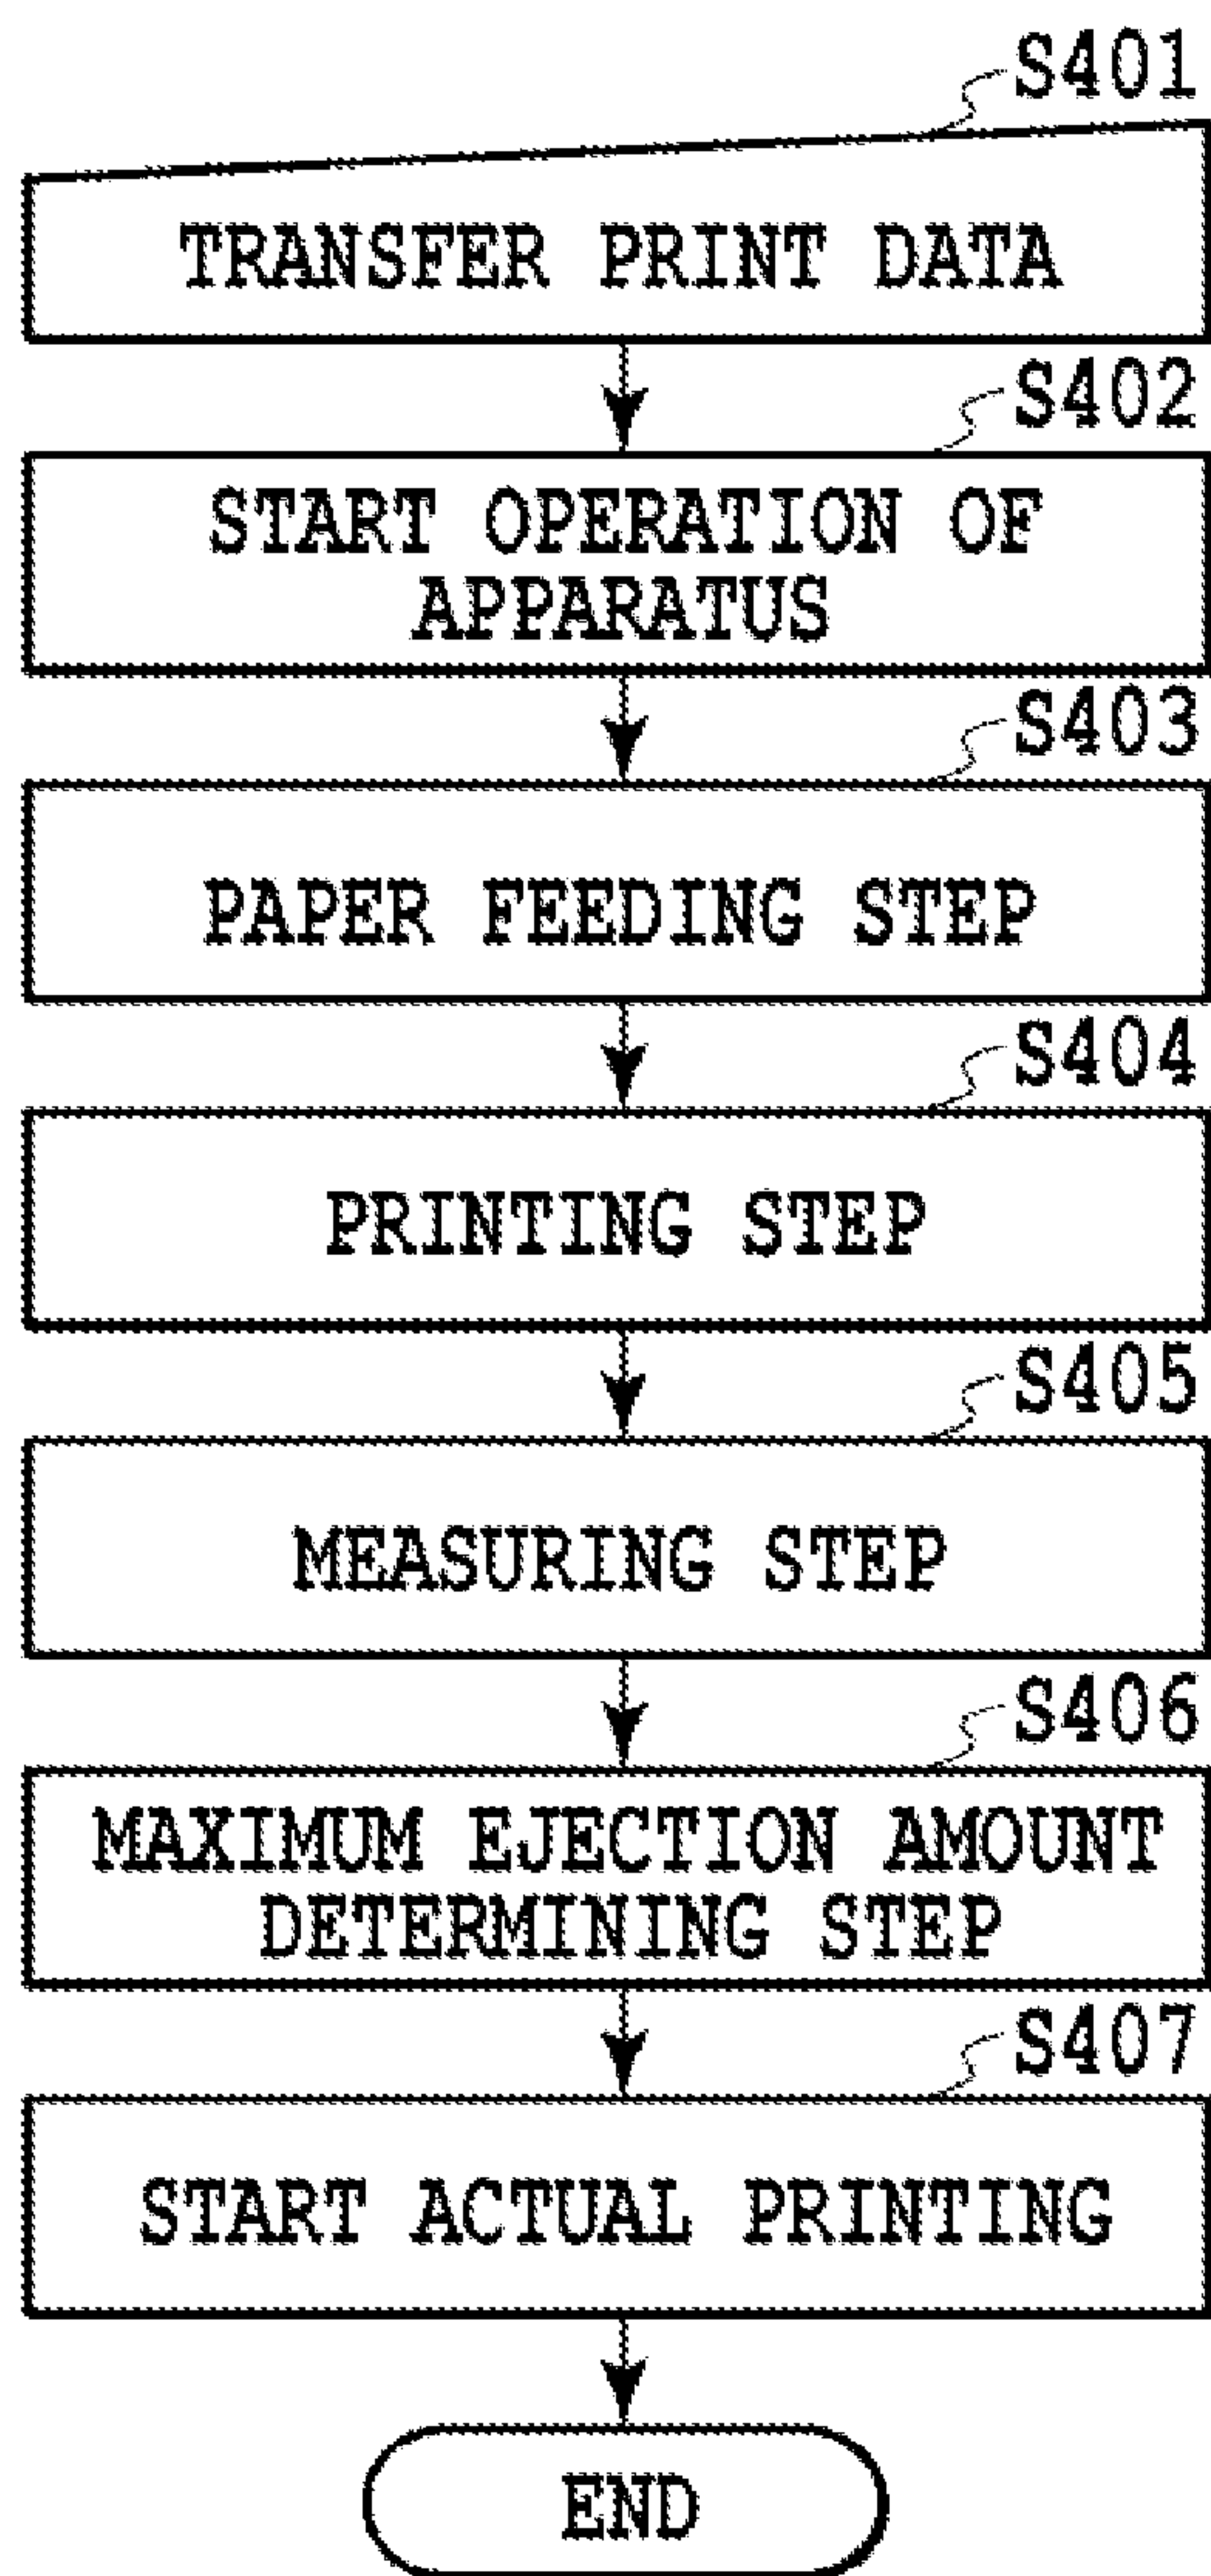 S401
TRANSFER PRINT DATA
S402
START OPERATION OF
APPARATUS
S403
PAPER FEEDING STEP
S404
PRINTING STEP
S405
MEASURING STEP
S406
MAXIMUM EJECTION AMOUNT
DETERMINING STEP
S407
START ACTUAL PRINTING
END